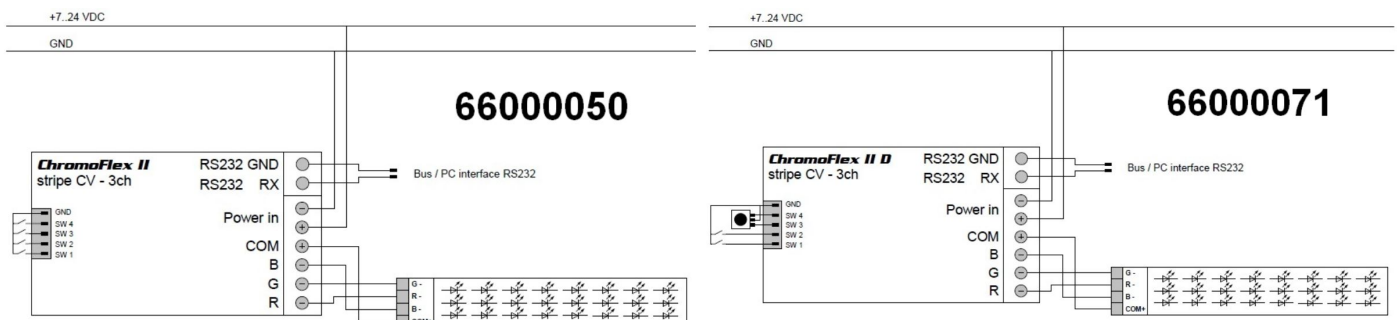 +7..24 VDC
GND
66000050
ChromoFlex II
stripe CV - 3ch
RS232 GND
RS232 RX
Bus / PC interface RS232
GND
SW 4
SW 3
SW 2
SW 1
Power in
COM
B
G
R
G -
R -
B -
+7..24 VDC
GND
66000071
ChromoFlex II D
stripe CV - 3ch
RS232 GND
RS232 RX
Bus / PC interface RS232
GND
SW 4
SW 3
SW 2
SW 1
Power in
COM
B
G
R
G -
R -
B -
COM+